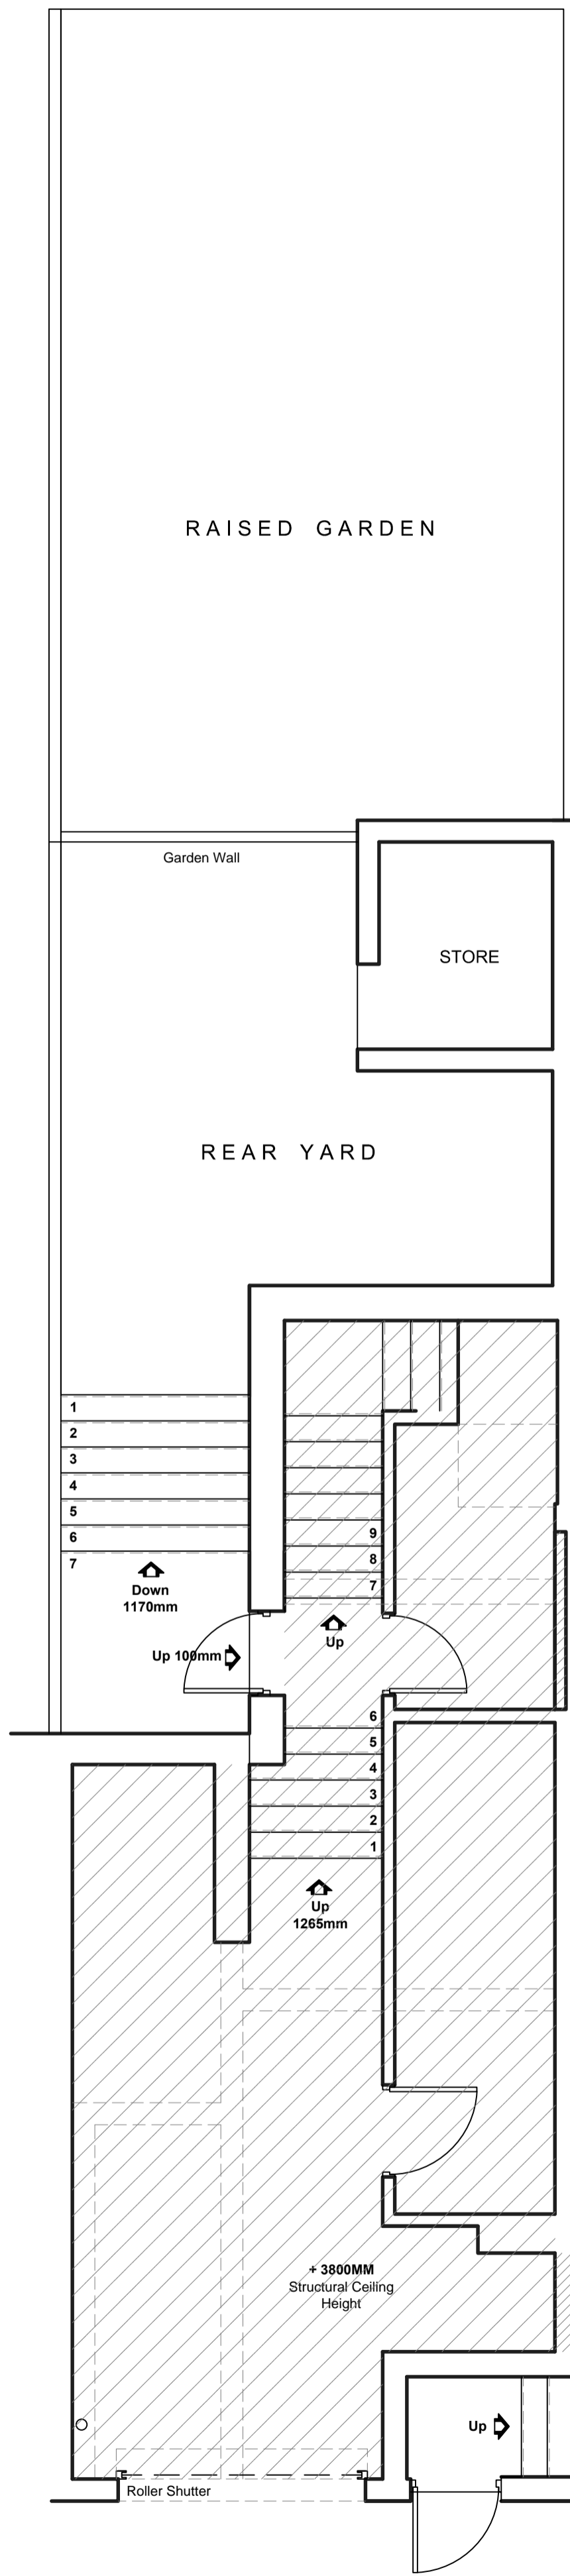 RAISED GARDEN
Garden Wall
STORE
REAR YARD
1
2
3
4
5
6
7
Down
1170mm
9
8
7
Up
Up 100mm
6
5
4
3
2
1
Up
1265mm
+ 3800MM
Structural Ceiling
Height
Up
Roller Shutter